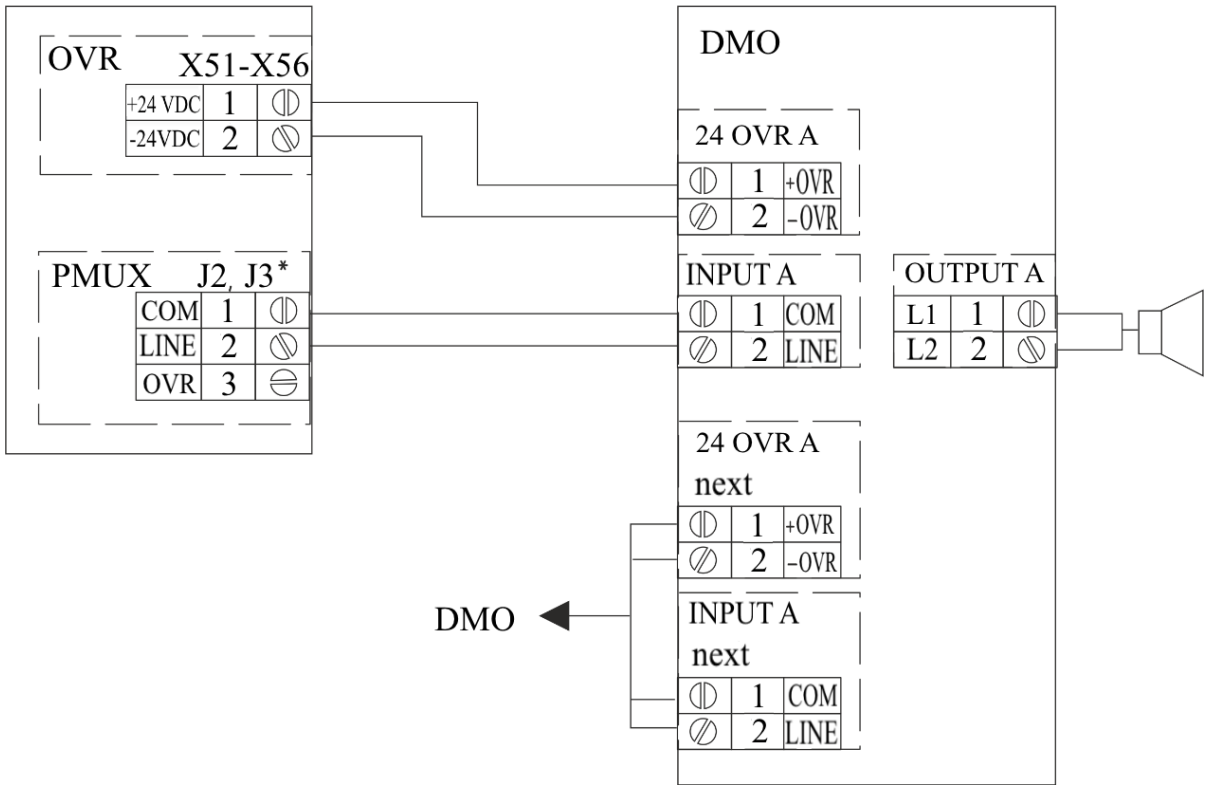 OVR X51-X56
+24 VDC 1
-24VDC 2
PMUX J2, J3*
COM 1
LINE 2
OVR 3
DMO
24 OVR A
1 +OVR
2 -OVR
INPUT A
1 COM
2 LINE
OUTPUT A
L1 1
L2 2
24 OVR A
next
1 +OVR
2 -OVR
DMO
INPUT A
next
1 COM
2 LINE